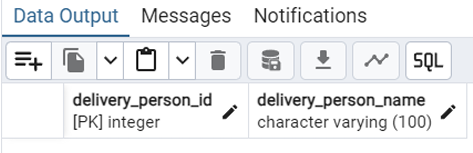 Data Output Messages Notifications
SQL
delivery_person_id delivery_person_name
[PK] integer character varying (100)